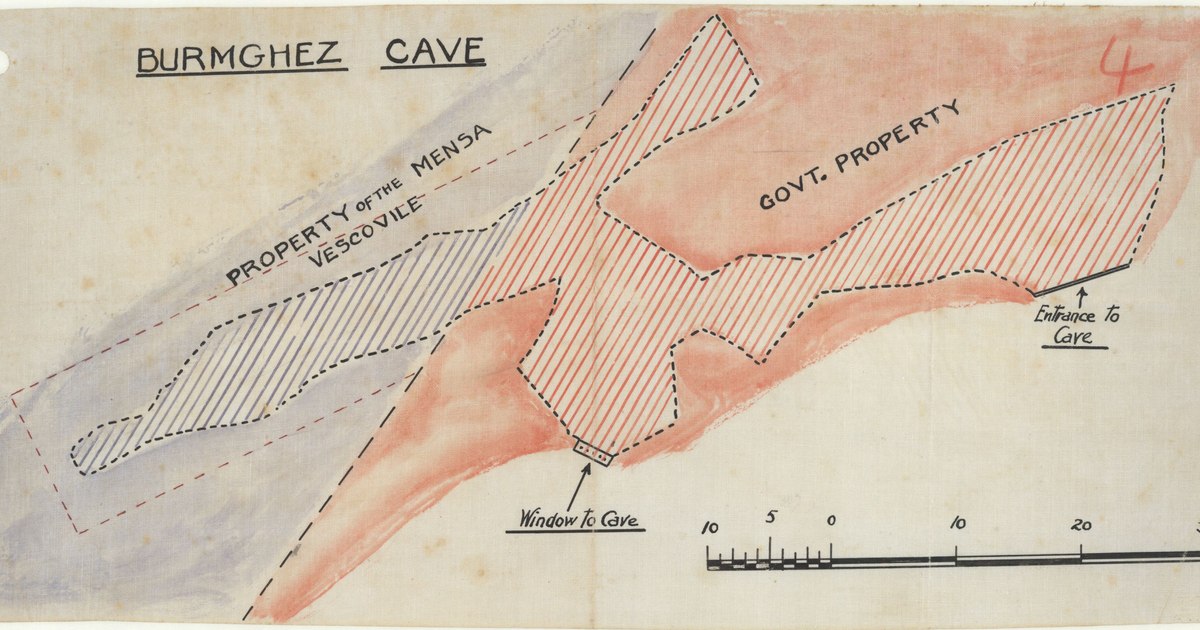 BURMGHEZ CAVE
4
PROPERTY OF THE MENSA
VESCOVILE
GOVT. PROPERTY
Entrance to
Cave
Window to Cave
10 5 0 10 20